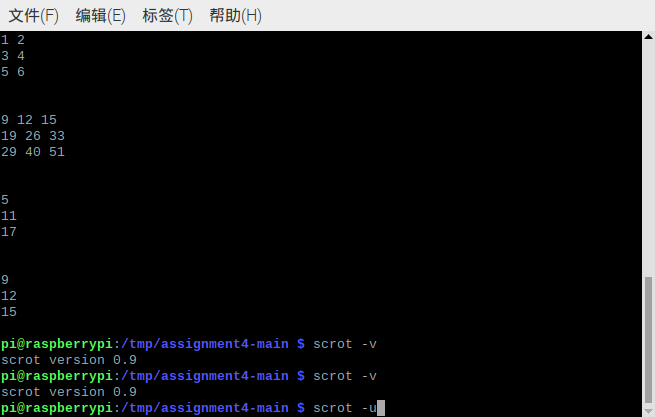 文件(F) 编辑(E) 标签(T) 帮助(H)
1 2
3 4
5 6
9 12 15
19 26 33
29 40 51
5
11
17
9
12
15
pi@raspberrypi:/tmp/assignment4-main $ scrot -v
scrot version 0.9
pi@raspberrypi:/tmp/assignment4-main $ scrot -v
scrot version 0.9
pi@raspberrypi:/tmp/assignment4-main $ scrot -u